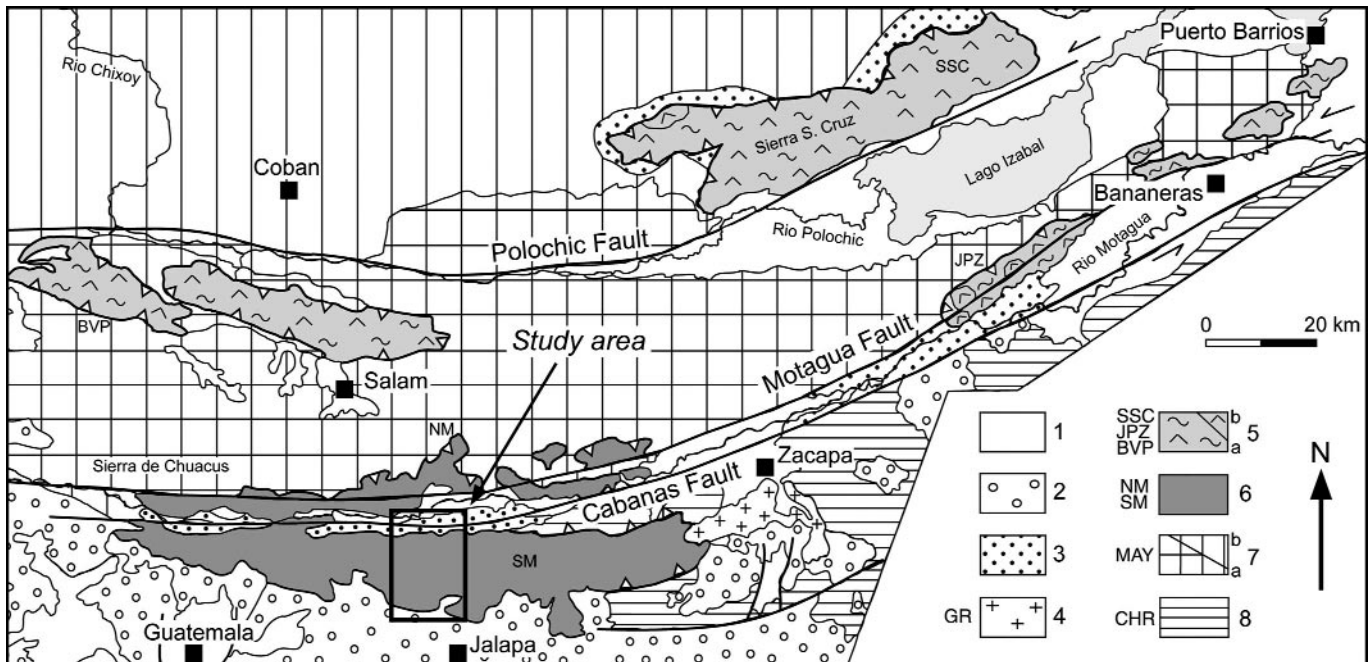 Puerto Barrios
Rio Chixoy
SSC
Sierra S. Cruz
Lago Izabal
Coban
Bananeras
Polochic Fault
Rio Polochic
Rio Motagua
JPZ
BVP
Study area
Motagua Fault
0 20 km
Salam
NM
Sierra de Chuacus
Cabanas Fault
Zacapa
SM
Guatemala
Jalapa
1
2
3
GR 4
SSC
JPZ
BVP
b
a
5
NM
SM
6
MAY
b
a
7
CHR 8
N